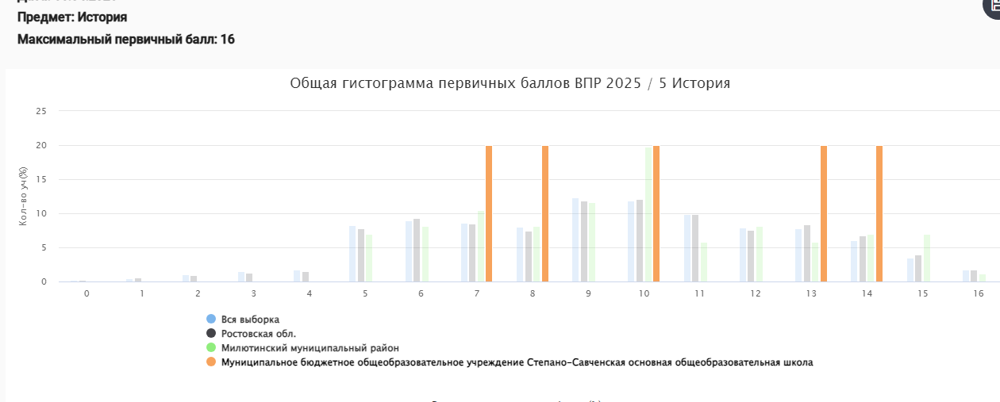 Предмет: История
Максимальный первичный балл: 16
Общая гистограмма первичных баллов ВПР 2025 / 5 История
25
20
15
10
5
0
Кол-во уч(%)
0 1 2 3 4 5 6 7 8 9 10 11 12 13 14 15 16
Вся выборка
Ростовская обл.
Милютинский муниципальный район
Муниципальное бюджетное общеобразовательное учреждение Степано-Савченская основная общеобразовательная школа